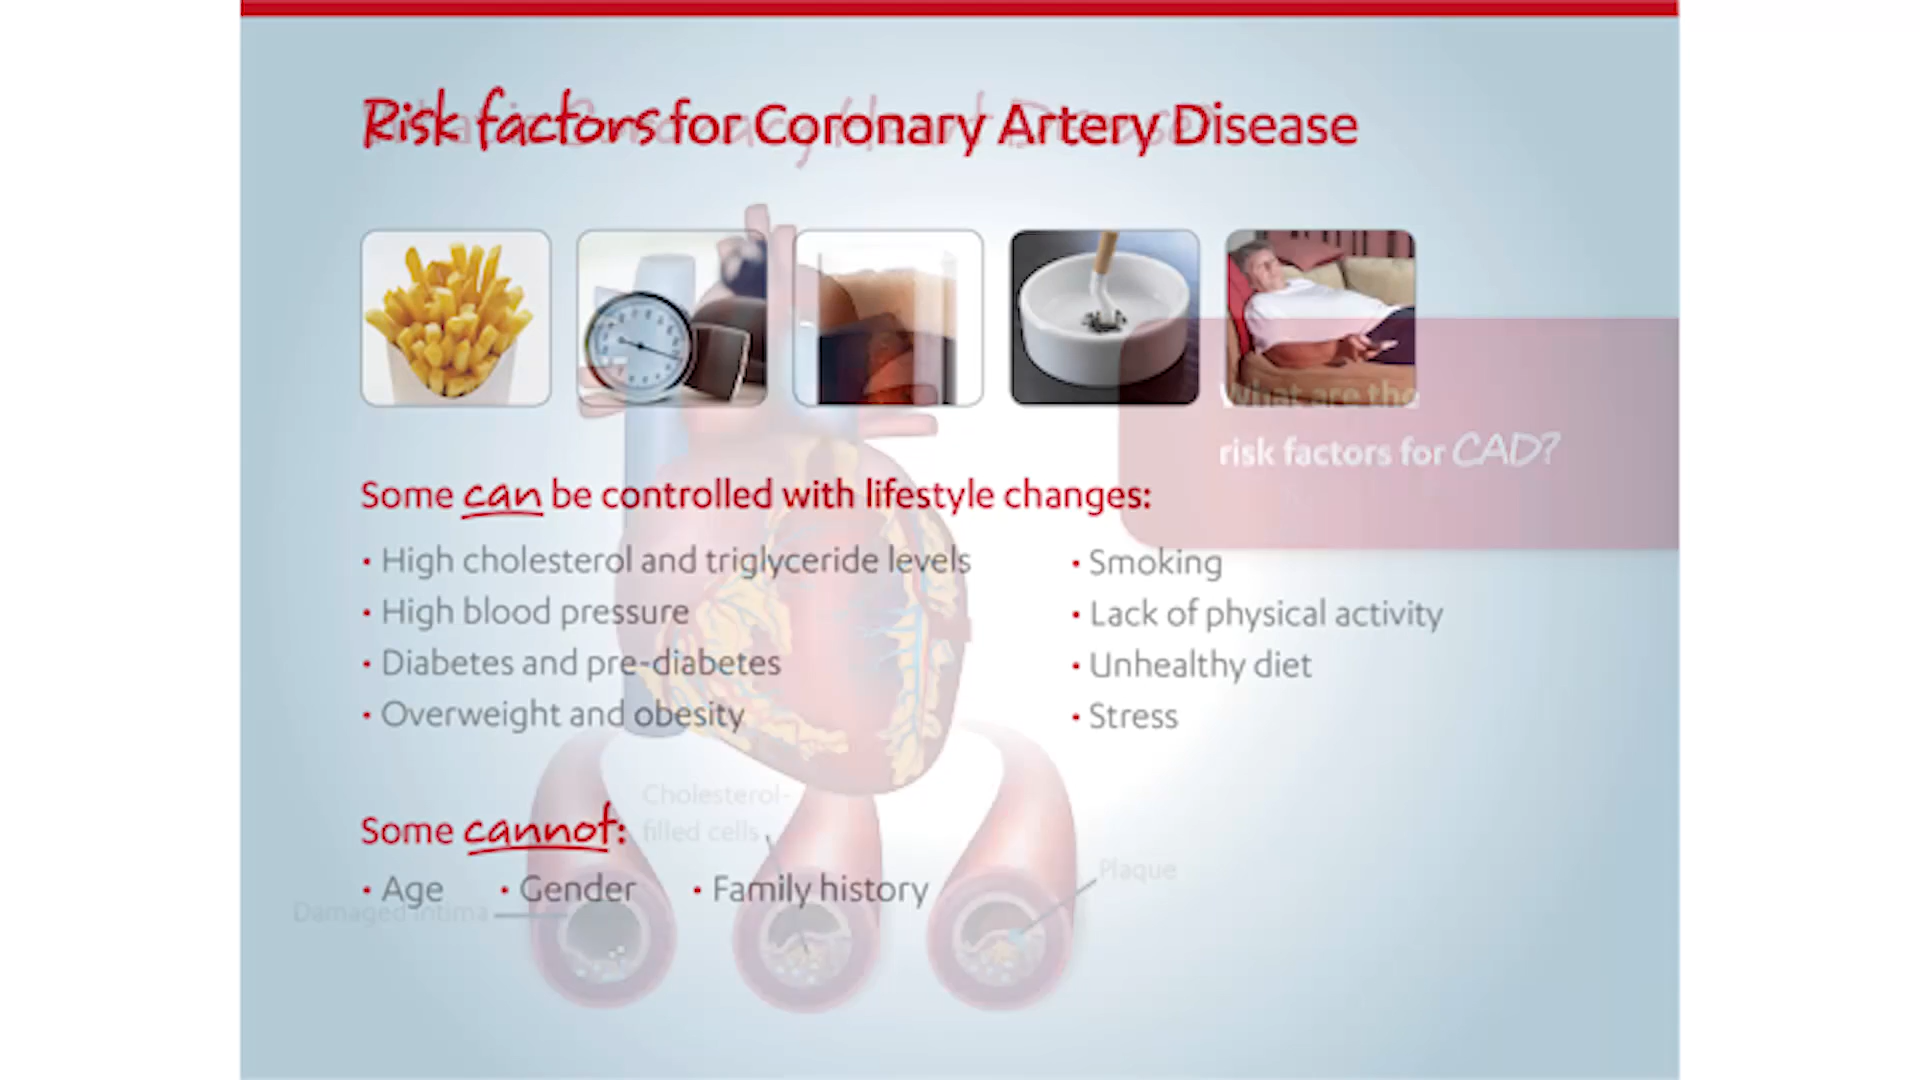 Risk factors for Coronary Artery Disease
What are the
risk factors for CAD?
Some can be controlled with lifestyle changes:
• High cholesterol and triglyceride levels
• High blood pressure
• Diabetes and pre-diabetes
• Overweight and obesity
• Smoking
• Lack of physical activity
• Unhealthy diet
• Stress
Cholesterol-
filled cells
Some cannot:
• Age • Gender • Family history
Damaged intima
Plaque